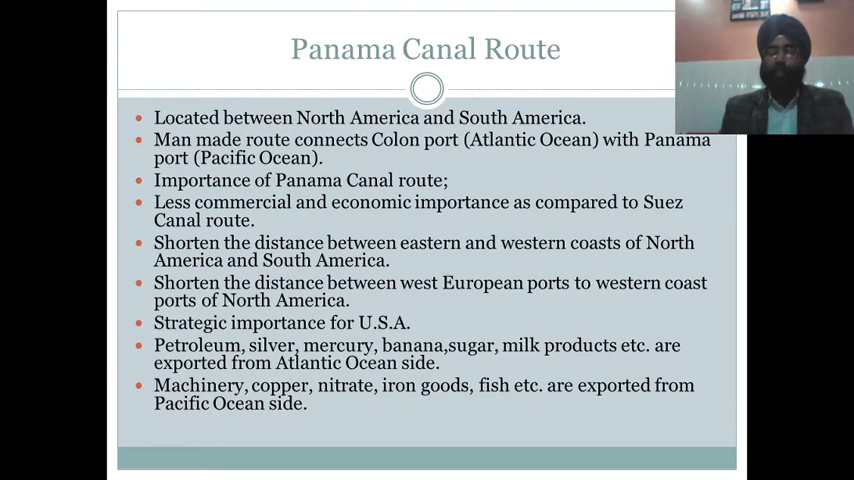 Panama Canal Route
Located between North America and South America.
Man made route connects Colon port (Atlantic Ocean) with Panama
port (Pacific Ocean).
Importance of Panama Canal route;
Less commercial and economic importance as compared to Suez
Canal route.
Shorten the distance between eastern and western coasts of North
America and South America.
Shorten the distance between west European ports to western coast
ports of North America.
Strategic importance for U.S.A.
Petroleum, silver, mercury, banana,sugar, milk products etc. are
exported from Atlantic Ocean side.
Machinery, copper, nitrate, iron goods, fish etc. are exported from
Pacific Ocean side.